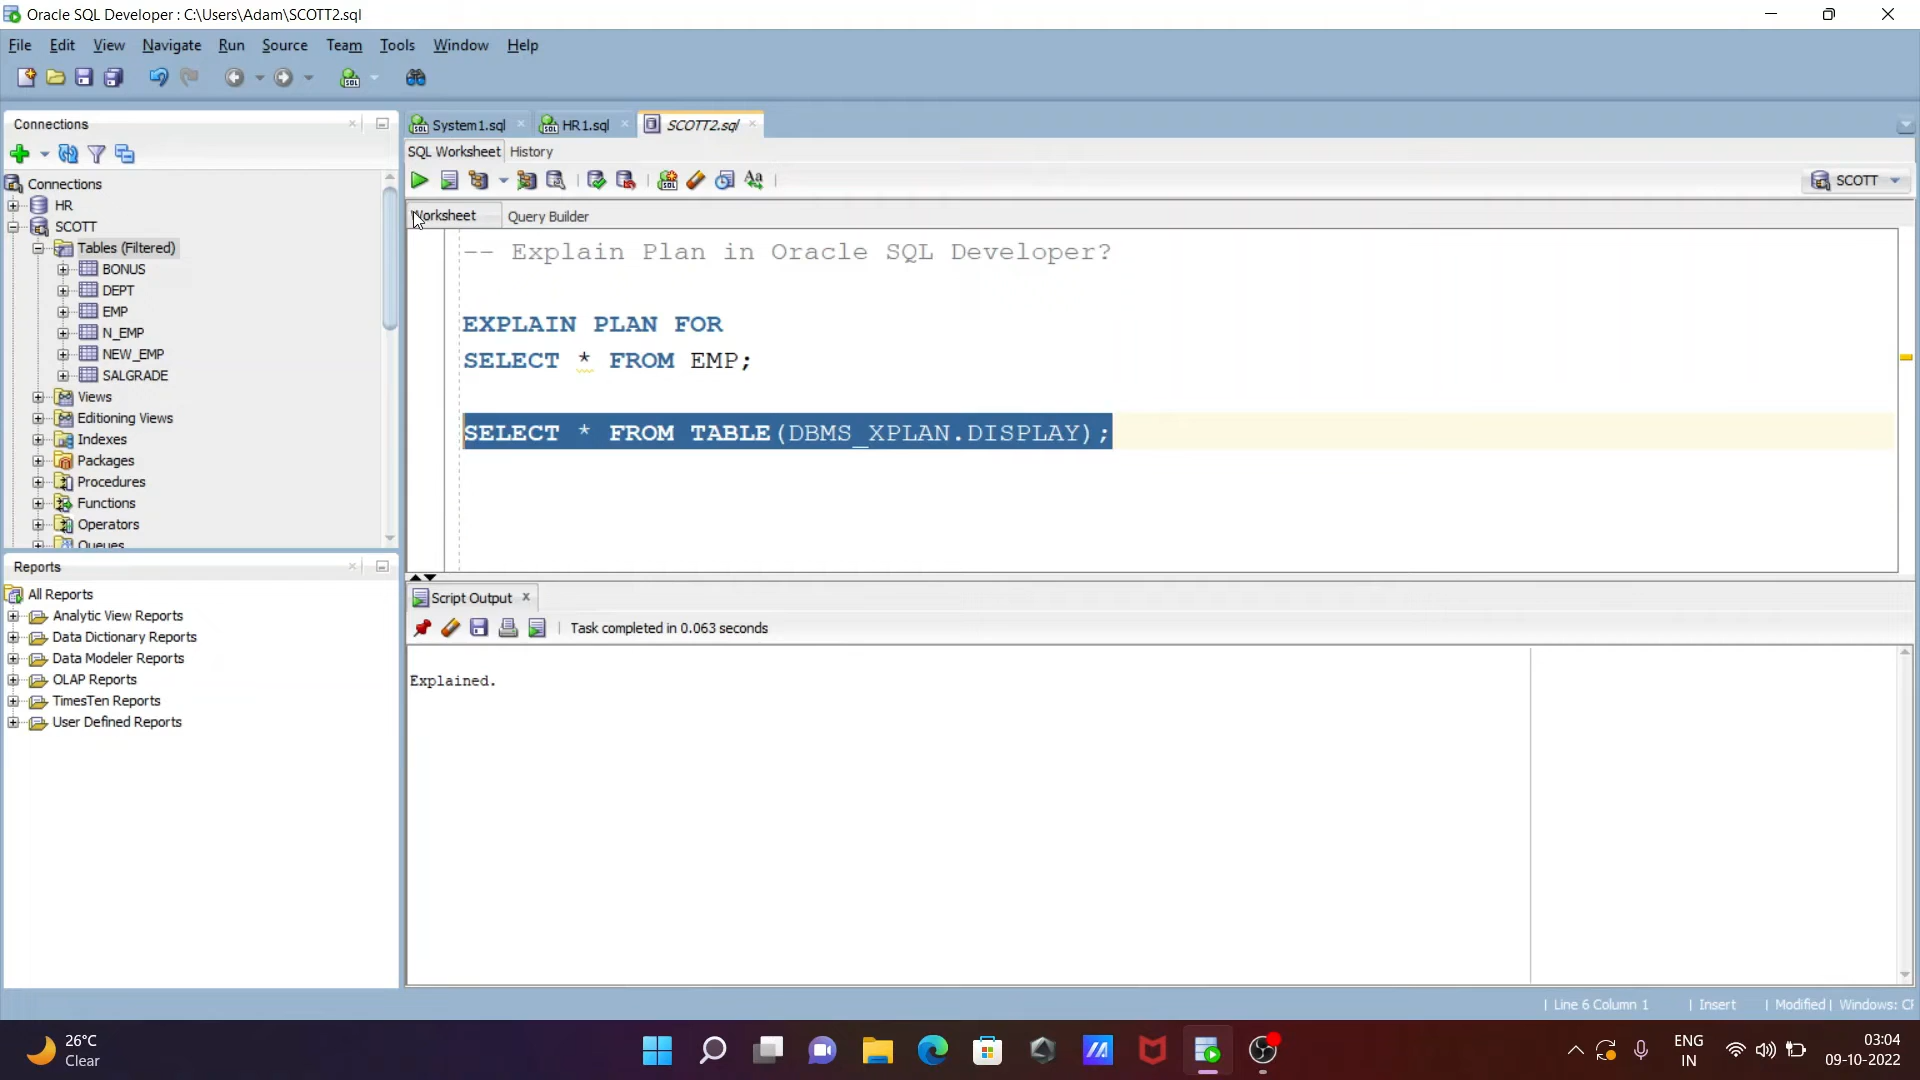 Oracle SQL Developer : C:\Users\Adam\SCOTT2.sql
File Edit View Navigate Run Source Team Tools Window Help
Connections
System1.sql HR1.sql SCOTT2.sql
SQL Worksheet History
SCOTT
Worksheet Query Builder
Connections
HR
SCOTT
Tables (Filtered)
BONUS
DEPT
EMP
N_EMP
NEW_EMP
SALGRADE
Views
Editioning Views
Indexes
Packages
Procedures
Functions
Operators
Queues
-- Explain Plan in Oracle SQL Developer?
EXPLAIN PLAN FOR
SELECT * FROM EMP;
SELECT * FROM TABLE(DBMS_XPLAN.DISPLAY);
Reports
All Reports
Analytic View Reports
Data Dictionary Reports
Data Modeler Reports
OLAP Reports
TimesTen Reports
User Defined Reports
Script Output
Task completed in 0.063 seconds
Explained.
Line 6 Column 1 | Insert | Modified | Windows:
26°C
Clear
ENG
IN
03:04
09-10-2022